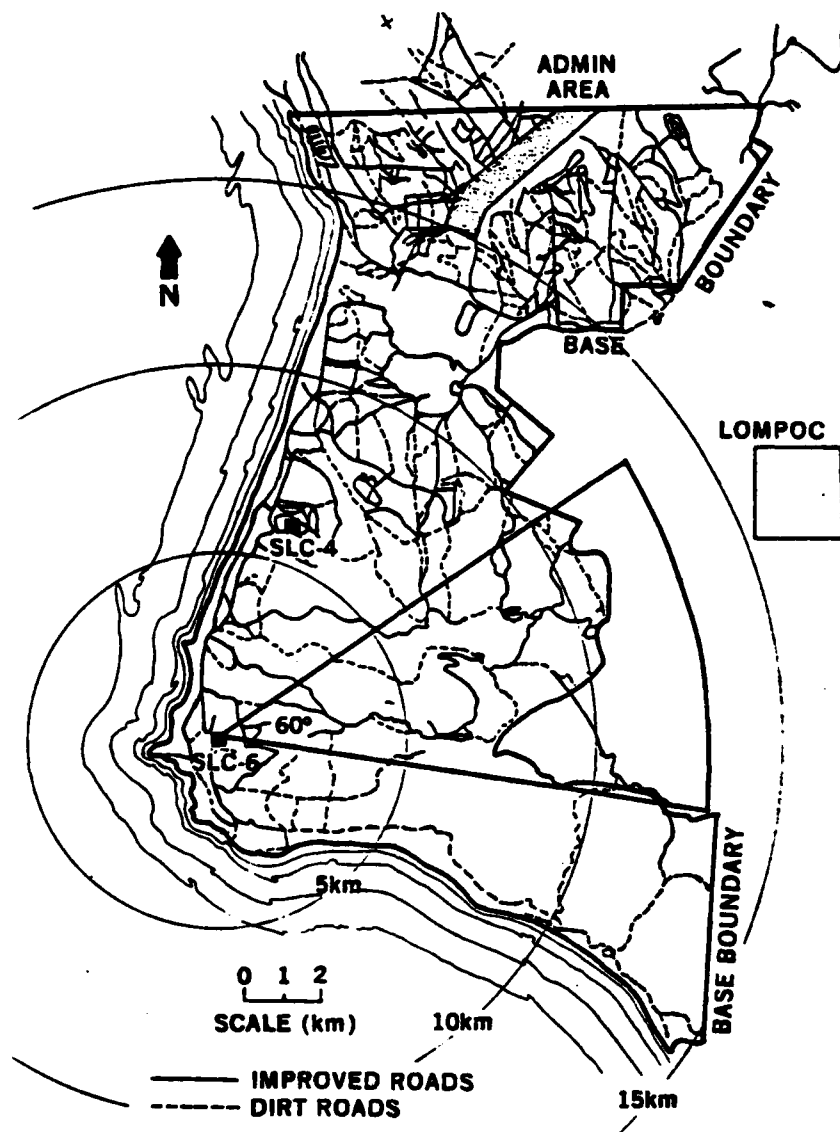 ADMIN
AREA
BOUNDARY
N
BASE
LOMPOC
SLC-4
60°
SLC-6
5km
BASE BOUNDARY
0 1 2
SCALE (km)
10km
IMPROVED ROADS
DIRT ROADS
15km